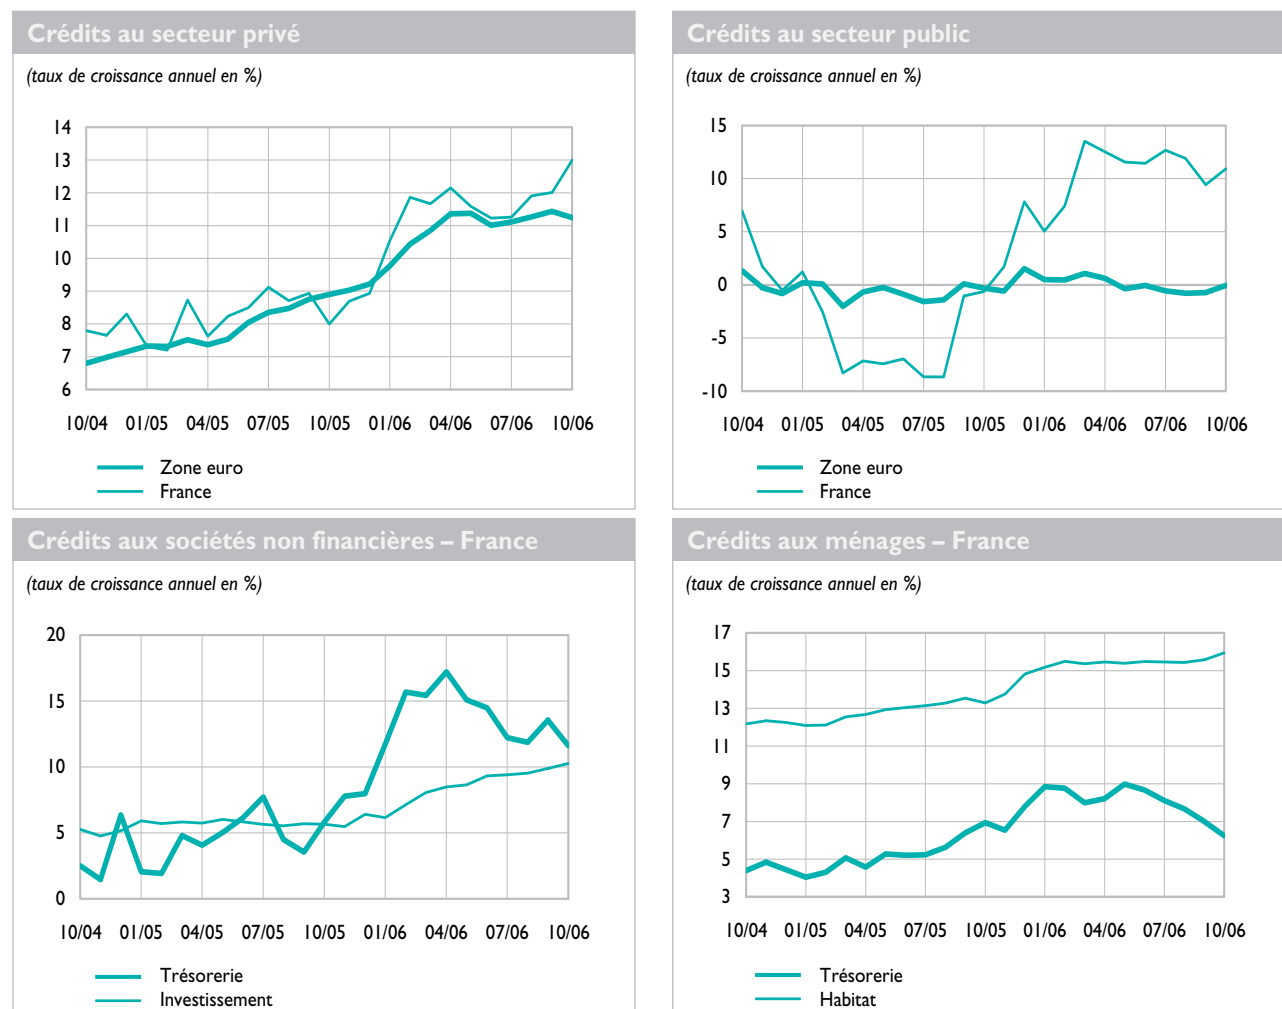 Crédits au secteur privé
(taux de croissance annuel en %)
14
13
12
11
10
9
8
7
6
10/04 01/05 04/05 07/05 10/05 01/06 04/06 07/06 10/06
Zone euro
France
Crédits au secteur public
(taux de croissance annuel en %)
15
10
5
0
-5
-10
10/04 01/05 04/05 07/05 10/05 01/06 04/06 07/06 10/06
Zone euro
France
Crédits aux sociétés non financières – France
(taux de croissance annuel en %)
20
15
10
5
0
10/04 01/05 04/05 07/05 10/05 01/06 04/06 07/06 10/06
Trésorerie
Investissement
Crédits aux ménages – France
(taux de croissance annuel en %)
17
15
13
11
9
7
5
3
10/04 01/05 04/05 07/05 10/05 01/06 04/06 07/06 10/06
Trésorerie
Habitat